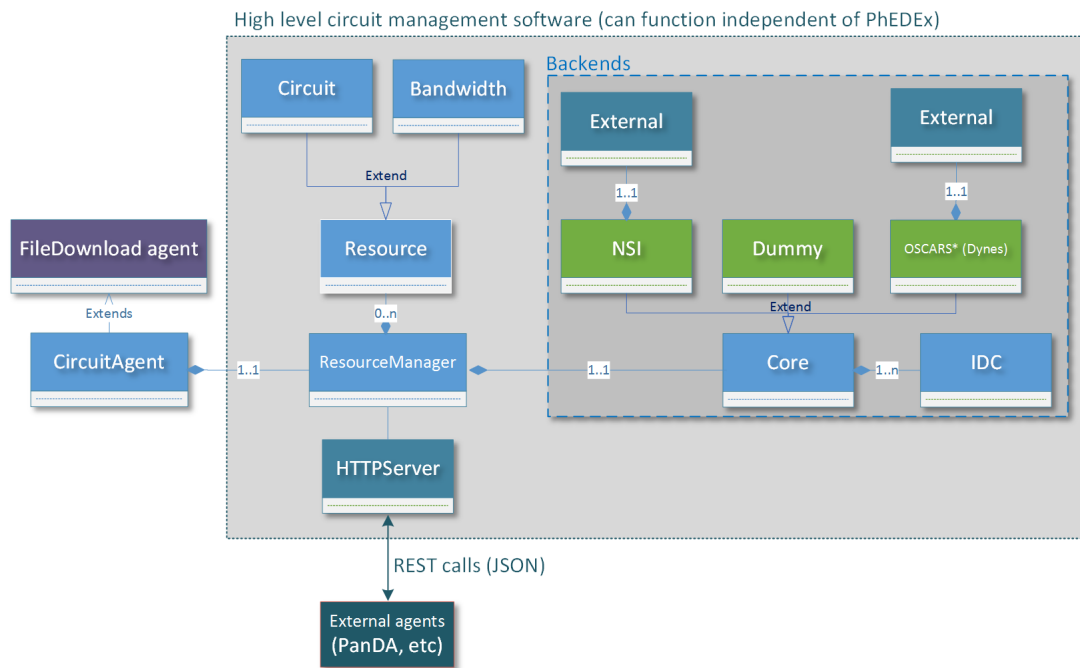 High level circuit management software (can function independent of PhEDEx)
Backends
Circuit
Bandwidth
External
External
Extend
1..1
1..1
FileDownload agent
Resource
NSI
Dummy
OSCARS* (Dynes)
Extends
0..n
Extend
CircuitAgent
1..1
ResourceManager
1..1
Core
1..n
IDC
HTTPServer
REST calls (JSON)
External agents
(PanDA, etc)